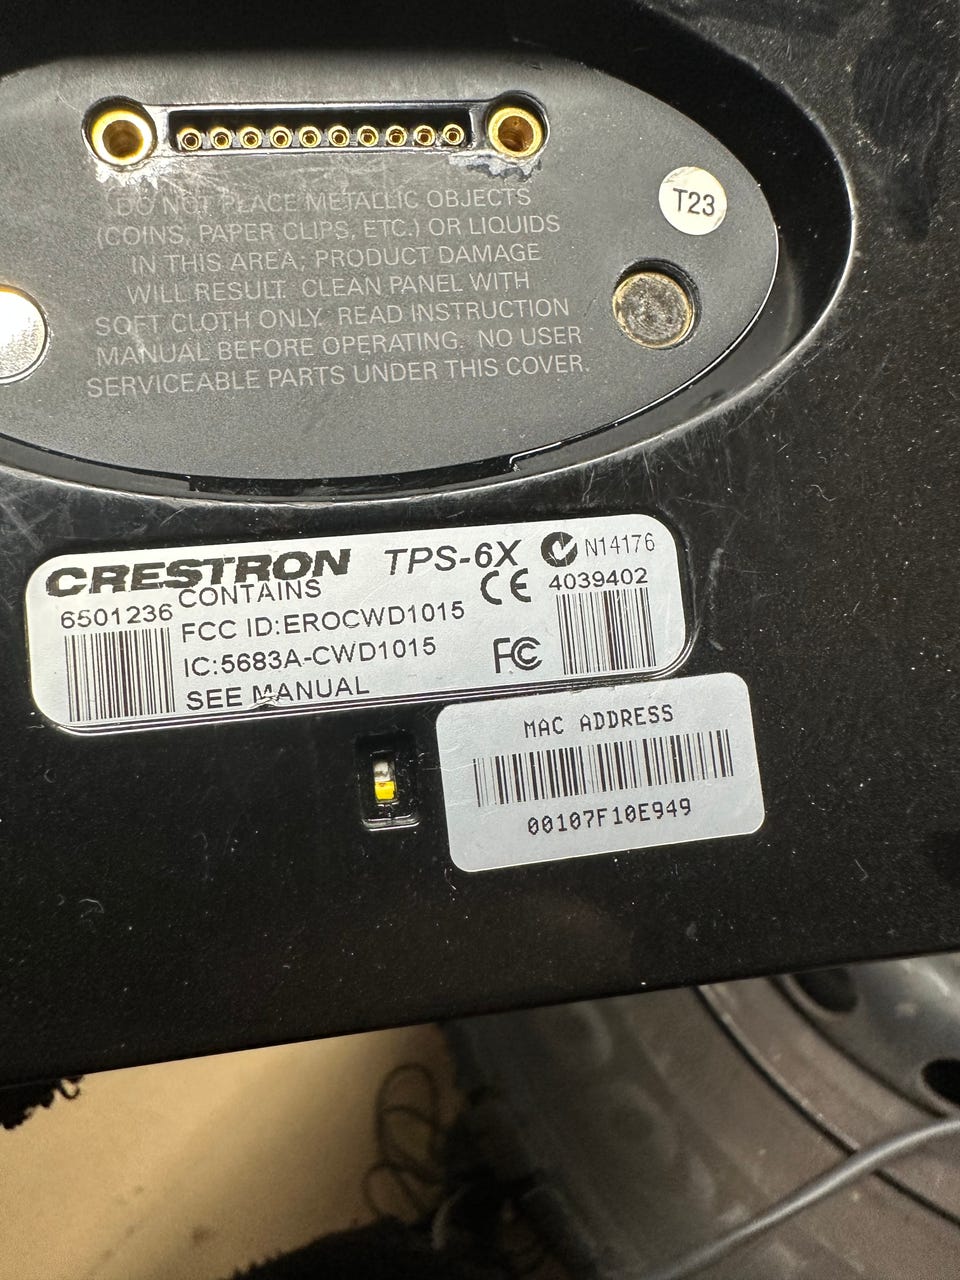 T23
DO NOT PLACE METALLIC OBJECTS
(COINS, PAPER CLIPS, ETC.) OR LIQUIDS
IN THIS AREA; PRODUCT DAMAGE
WILL RESULT. CLEAN PANEL WITH
SOFT CLOTH ONLY. READ INSTRUCTION
MANUAL BEFORE OPERATING. NO USER
SERVICEABLE PARTS UNDER THIS COVER.
CRESTRON TPS-6X N14176
6501236 CONTAINS CE 4039402
FCC ID:EROCWD1015
IC:5683A-CWD1015 FC
SEE MANUAL
MAC ADDRESS
00107F10E949